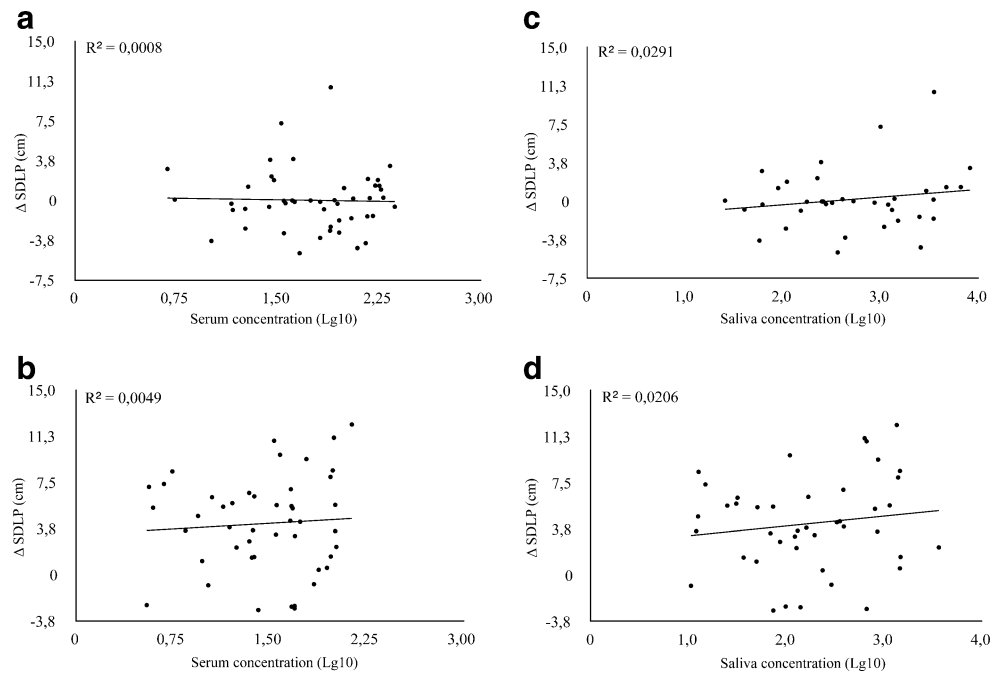 a
R² = 0,0008
15,0
11,3
7,5
3,8
0
-3,8
-7,5
Δ SDLP (cm)
0 0,75 1,50 2,25 3,00
Serum concentration (Lg10)
c
R² = 0,0291
15,0
11,3
7,5
3,8
0
-3,8
-7,5
Δ SDLP (cm)
0 1,0 2,0 3,0 4,0
Saliva concentration (Lg10)
b
R² = 0,0049
15,0
11,3
7,5
3,8
0
-3,8
Δ SDLP (cm)
0 0,75 1,50 2,25 3,00
Serum concentration (Lg10)
d
R² = 0,0206
15,0
11,3
7,5
3,8
0
-3,8
Δ SDLP (cm)
0 1,0 2,0 3,0 4,0
Saliva concentration (Lg10)